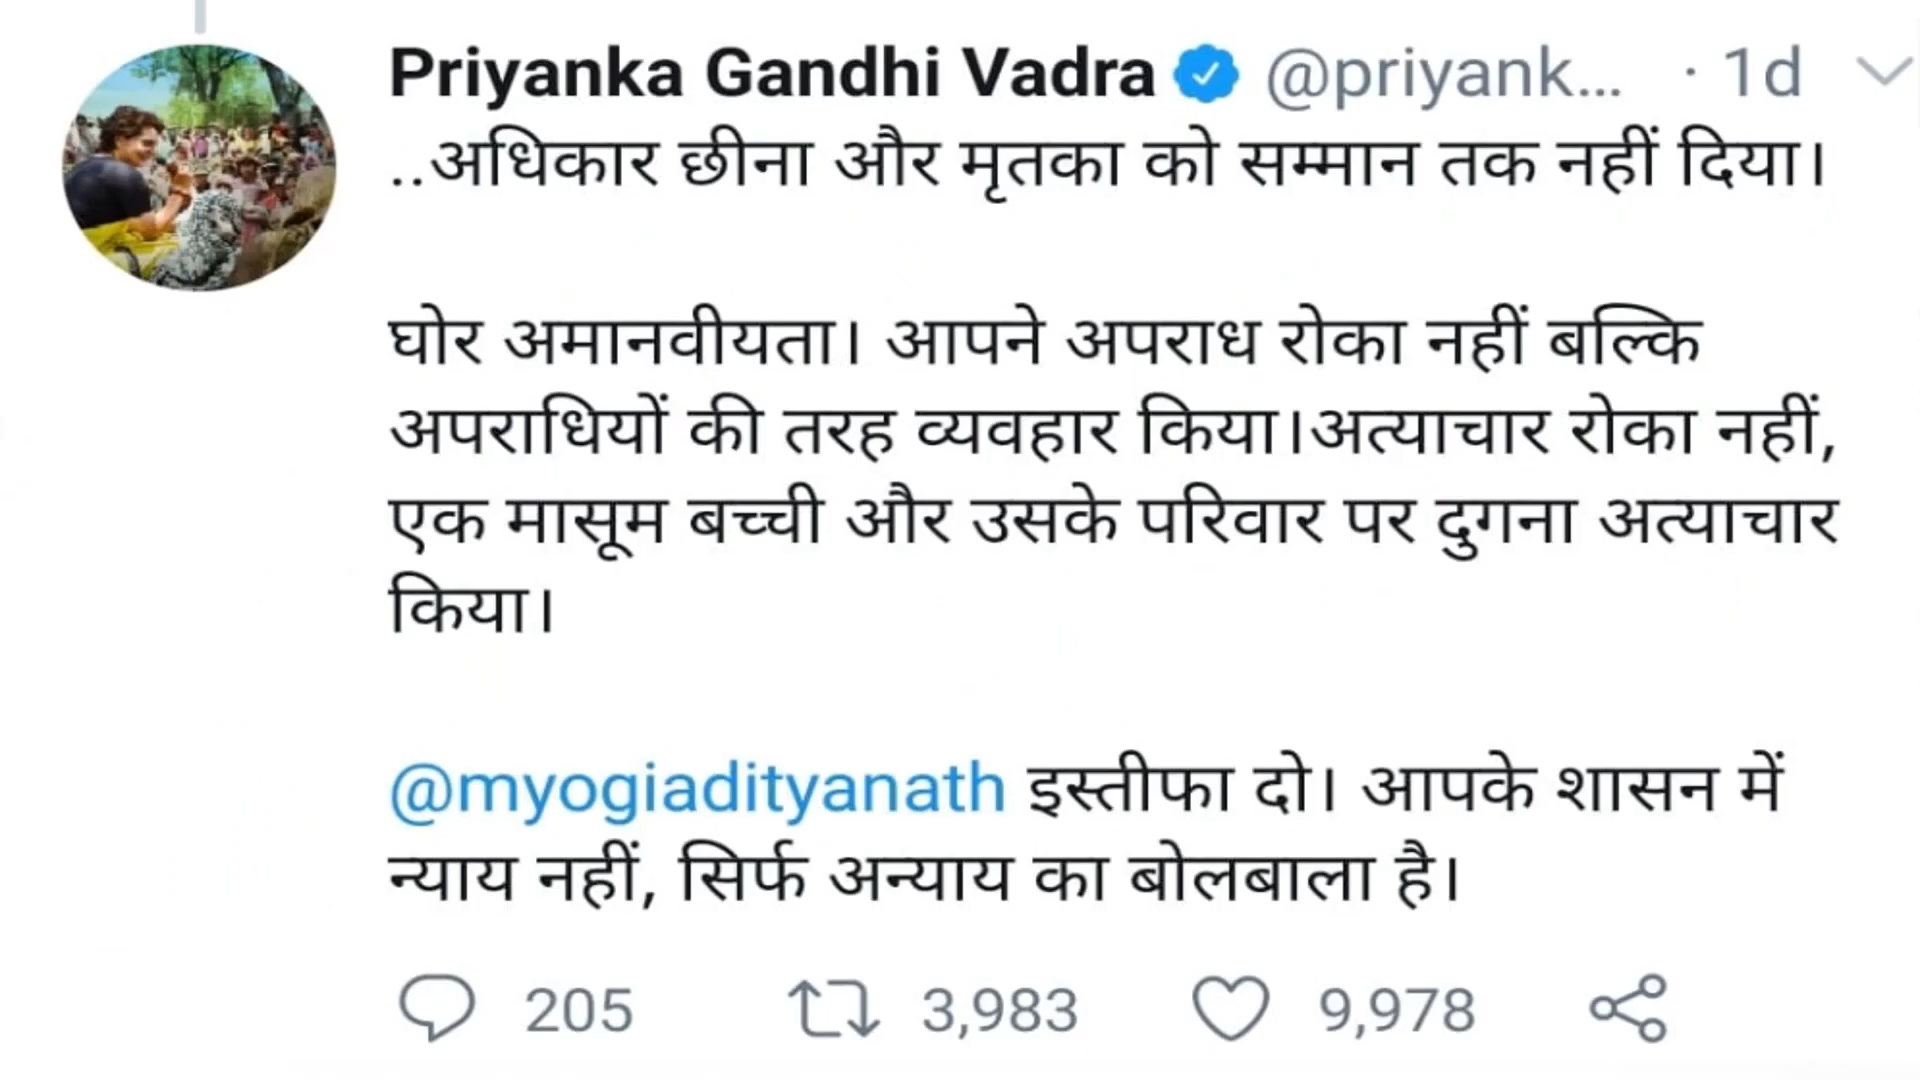 Priyanka Gandhi Vadra @priyank... · 1d
..अधिकार छीना और मृतका को सम्मान तक नहीं दिया।
घोर अमानवीयता। आपने अपराध रोका नहीं बल्कि
अपराधियों की तरह व्यवहार किया।अत्याचार रोका नहीं,
एक मासूम बच्ची और उसके परिवार पर दुगना अत्याचार
किया।
@myogiadityanath इस्तीफा दो। आपके शासन में
न्याय नहीं, सिर्फ अन्याय का बोलबाला है।
205 3,983 9,978